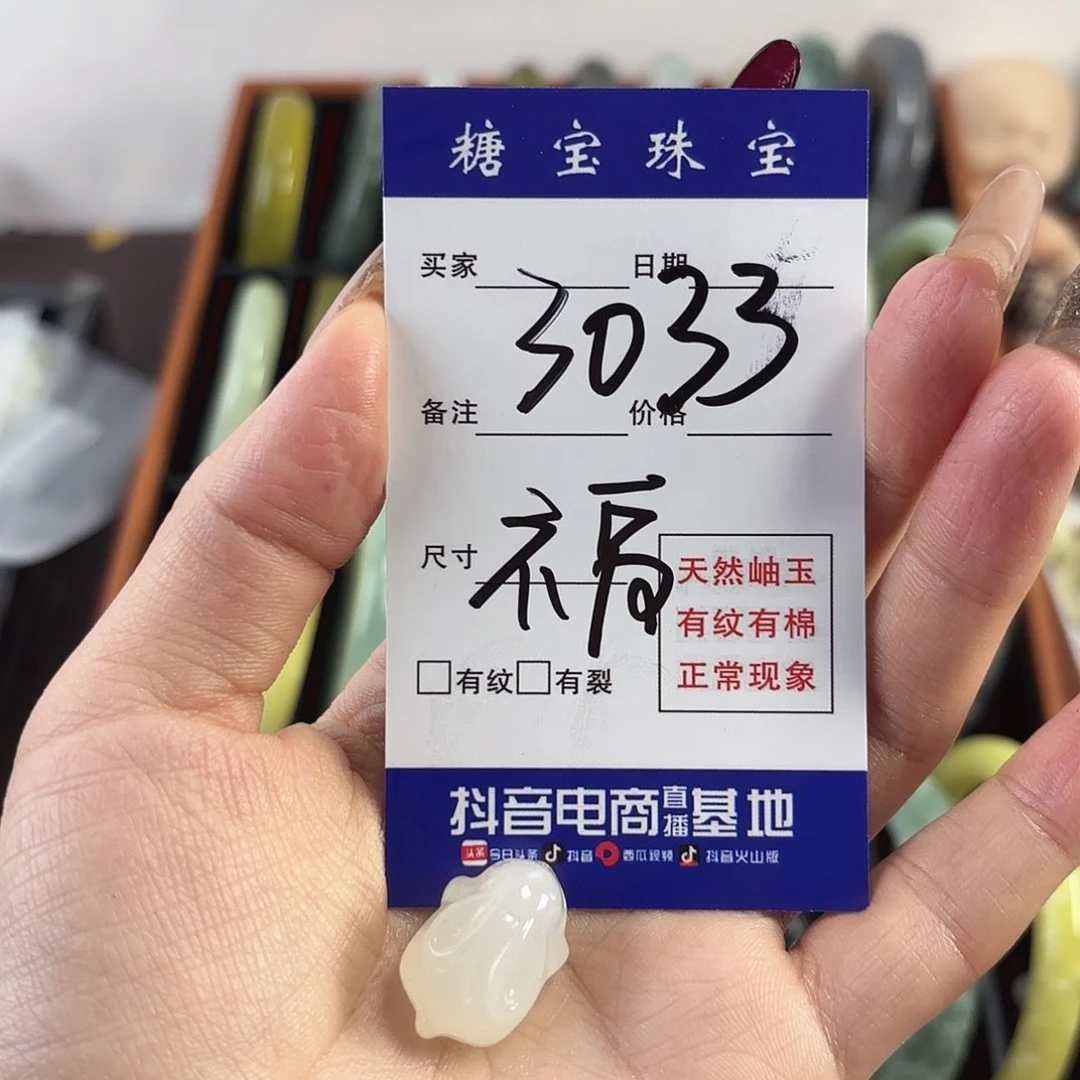 糖宝珠宝
买家 日期
3033
备注 价格
福
尺寸
天然岫玉
有纹有棉
正常现象
□有纹□有裂
抖音电商直播基地
头条 今日头条 抖音 西瓜视频 抖音火山版